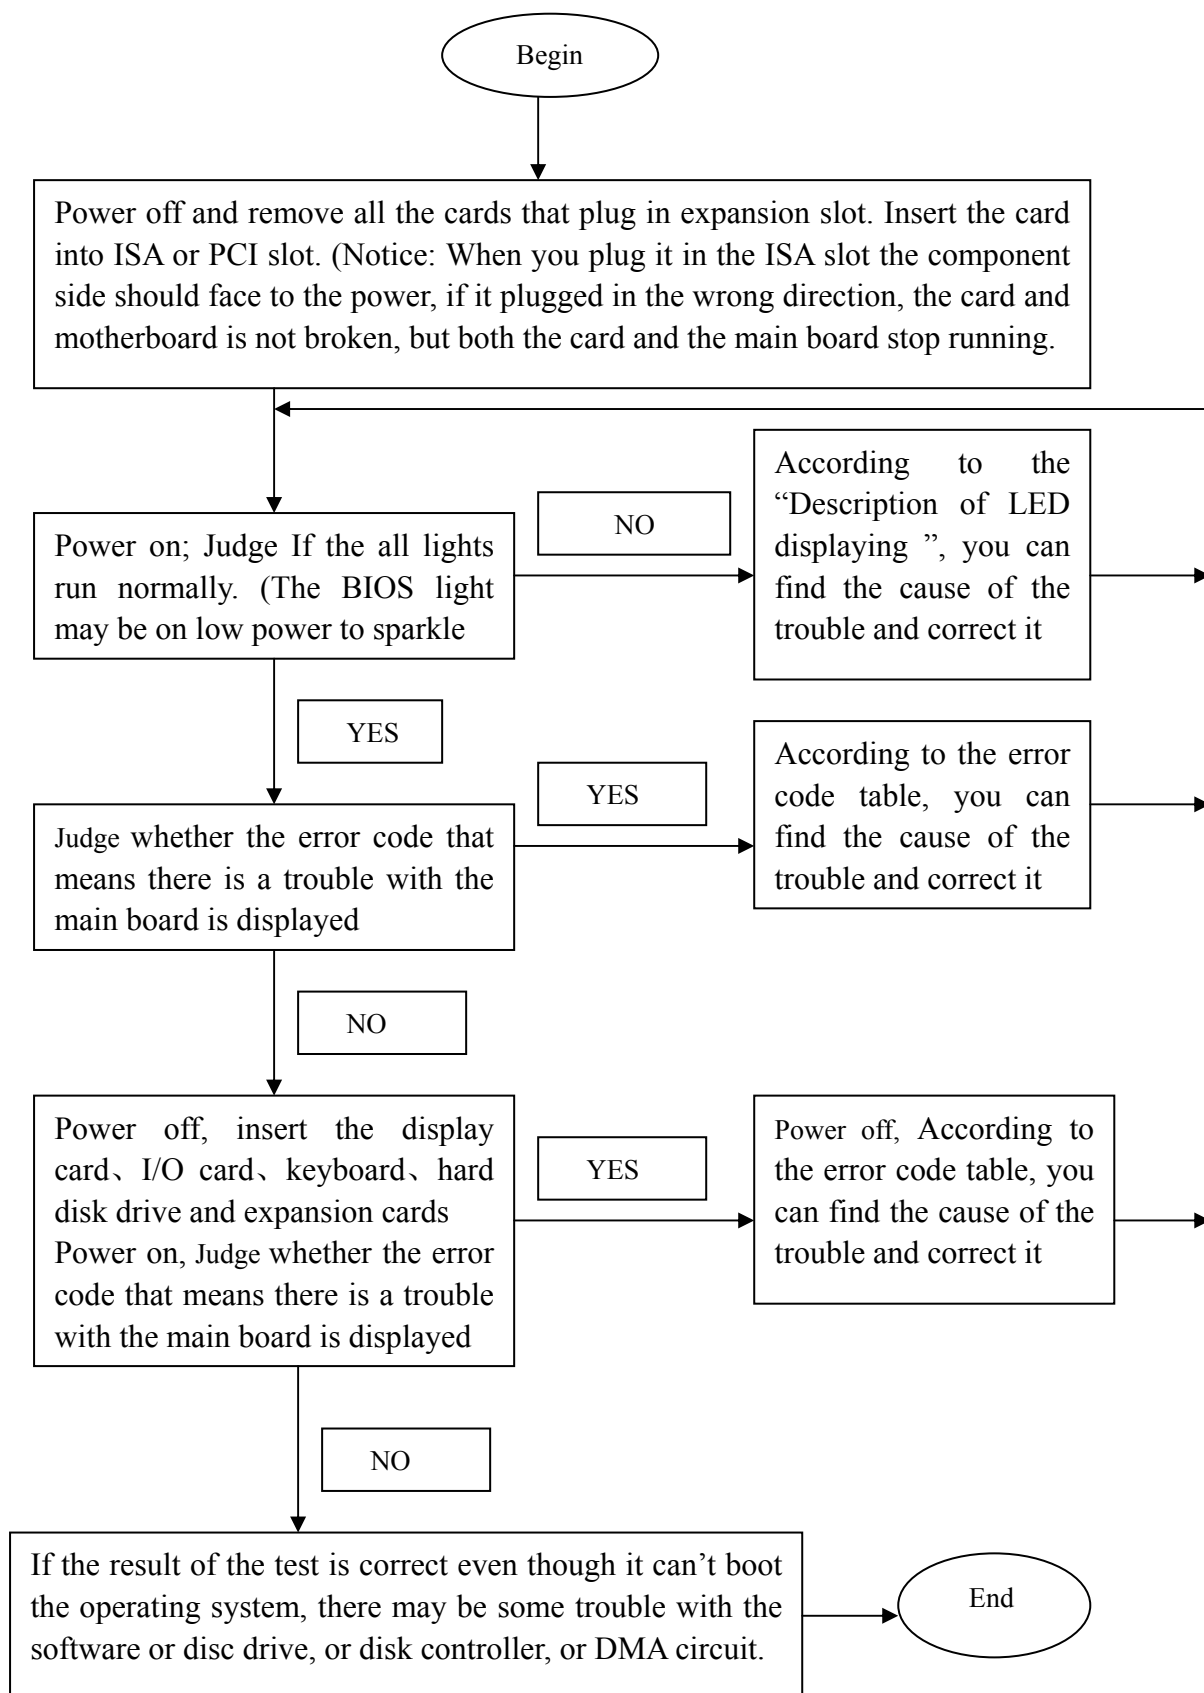 Begin
Power off and remove all the cards that plug in expansion slot. Insert the card
into ISA or PCI slot. (Notice: When you plug it in the ISA slot the component
side should face to the power, if it plugged in the wrong direction, the card and
motherboard is not broken, but both the card and the main board stop running.
Power on; Judge If the all lights
run normally. (The BIOS light
may be on low power to sparkle
NO
According to the
“Description of LED
displaying ”, you can
find the cause of the
trouble and correct it
YES
Judge whether the error code that
means there is a trouble with the
main board is displayed
YES
According to the error
code table, you can
find the cause of the
trouble and correct it
NO
Power off, insert the display
card、I/O card、keyboard、hard
disk drive and expansion cards
Power on, Judge whether the error
code that means there is a trouble
with the main board is displayed
YES
Power off, According to
the error code table, you
can find the cause of the
trouble and correct it
NO
If the result of the test is correct even though it can’t boot
the operating system, there may be some trouble with the
software or disc drive, or disk controller, or DMA circuit.
End